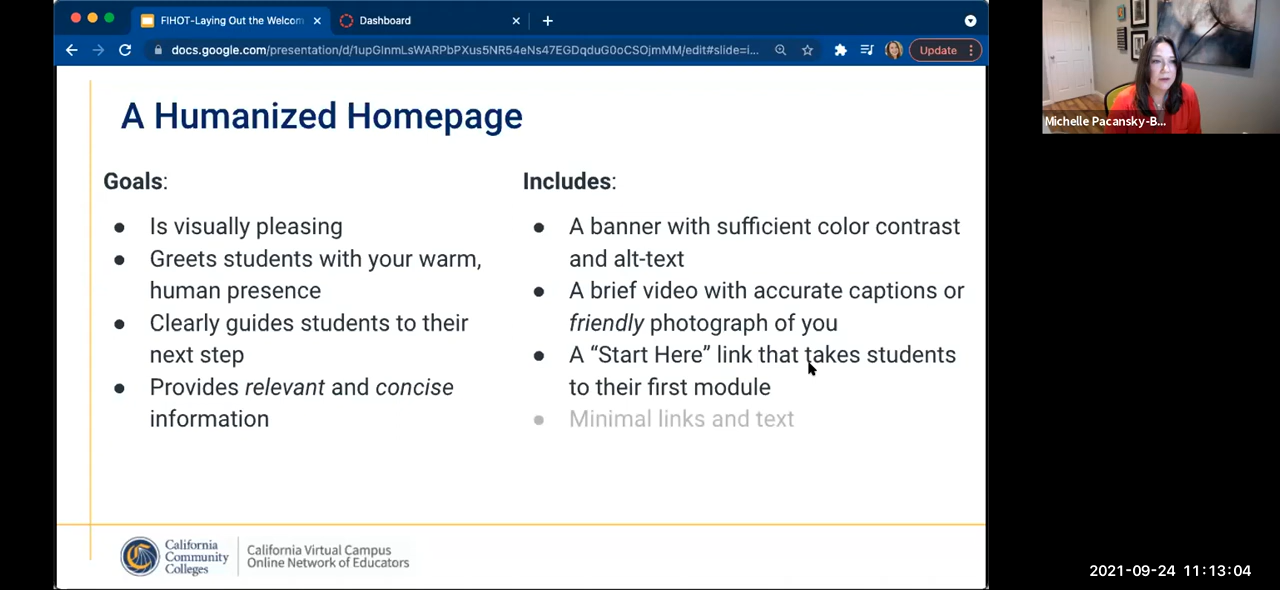 FIHOT-Laying Out the Welcom
Dashboard
docs.google.com/presentation/d/1upGInmLsWARPbPXus5NR54eNs47EGDqduG0oCSOjmMM/edit#slide=i...
Update
Michelle Pacansky-B...
A Humanized Homepage
Goals:
Is visually pleasing
Greets students with your warm,
human presence
Clearly guides students to their
next step
Provides relevant and concise
information
Includes:
A banner with sufficient color contrast
and alt-text
A brief video with accurate captions or
friendly photograph of you
A “Start Here” link that takes students
to their first module
Minimal links and text
California
Community
Colleges
California Virtual Campus
Online Network of Educators
2021-09-24 11:13:04